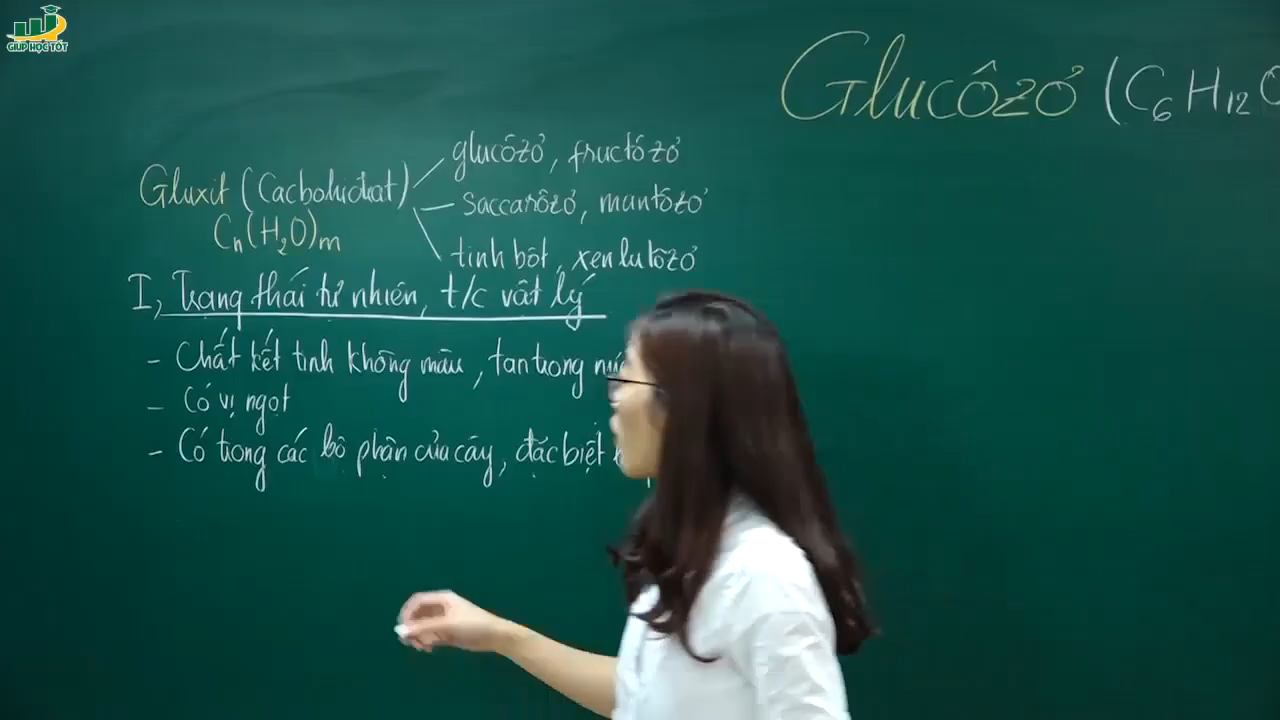 GIÚP HỌC TỐT
Glucôzơ (C6H12
glucôzơ, fructôzơ
Gluxit (Cacbohiđrat)
saccarôzơ, mantôzơ
Cn(H2O)m
tinh bột, xenlulôzơ
I, Trạng thái tự nhiên, t/c vật lý
- Chất kết tinh không màu, tan trong
- Có vị ngọt
- Có trong các bộ phận của cây, đặc biệt